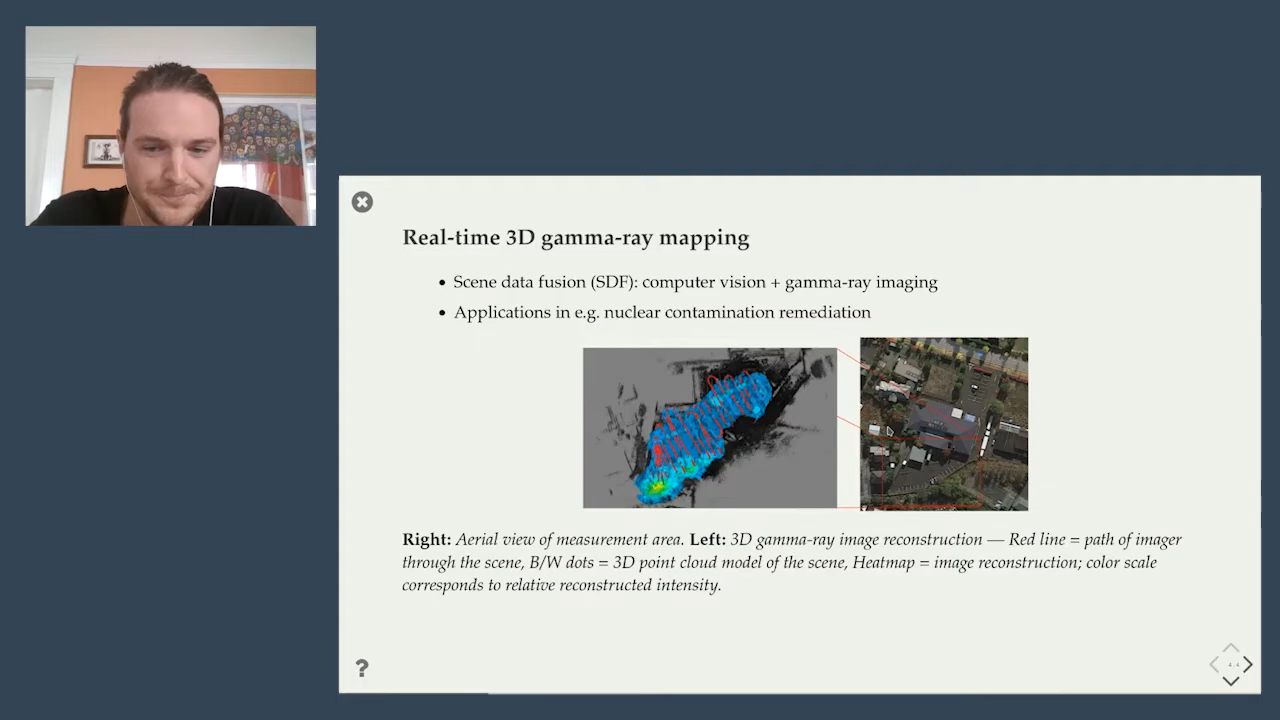 Real-time 3D gamma-ray mapping
• Scene data fusion (SDF): computer vision + gamma-ray imaging
• Applications in e.g. nuclear contamination remediation
Right: Aerial view of measurement area. Left: 3D gamma-ray image reconstruction — Red line = path of imager
through the scene, B/W dots = 3D point cloud model of the scene, Heatmap = image reconstruction; color scale
corresponds to relative reconstructed intensity.
?